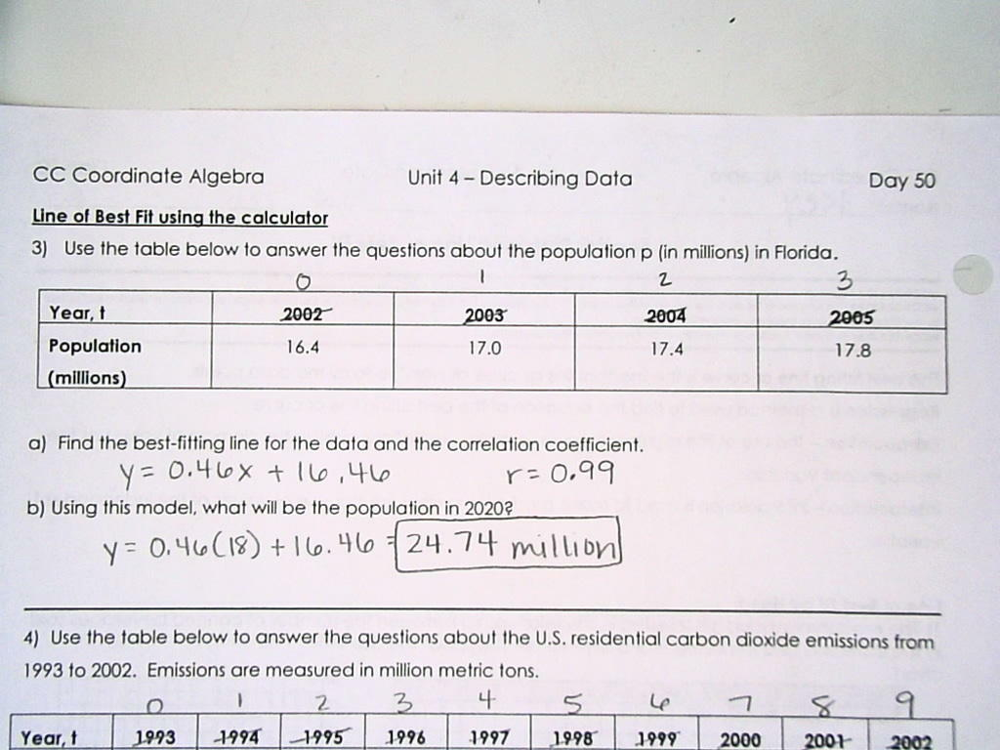 CC Coordinate Algebra Unit 4 – Describing Data Day 50
Line of Best Fit using the calculator
3) Use the table below to answer the questions about the population p (in millions) in Florida.
0 1 2 3
Year, t 2002 2003 2004 2005
Population 16.4 17.0 17.4 17.8
(millions)
a) Find the best-fitting line for the data and the correlation coefficient.
y = 0.46x + 16.46 r = 0.99
b) Using this model, what will be the population in 2020?
y = 0.46(18) + 16.46 = 24.74 million
4) Use the table below to answer the questions about the U.S. residential carbon dioxide emissions from
1993 to 2002. Emissions are measured in million metric tons.
0 1 2 3 4 5 6 7 8 9
Year, t 1993 1994 1995 1996 1997 1998 1999 2000 2001 2002